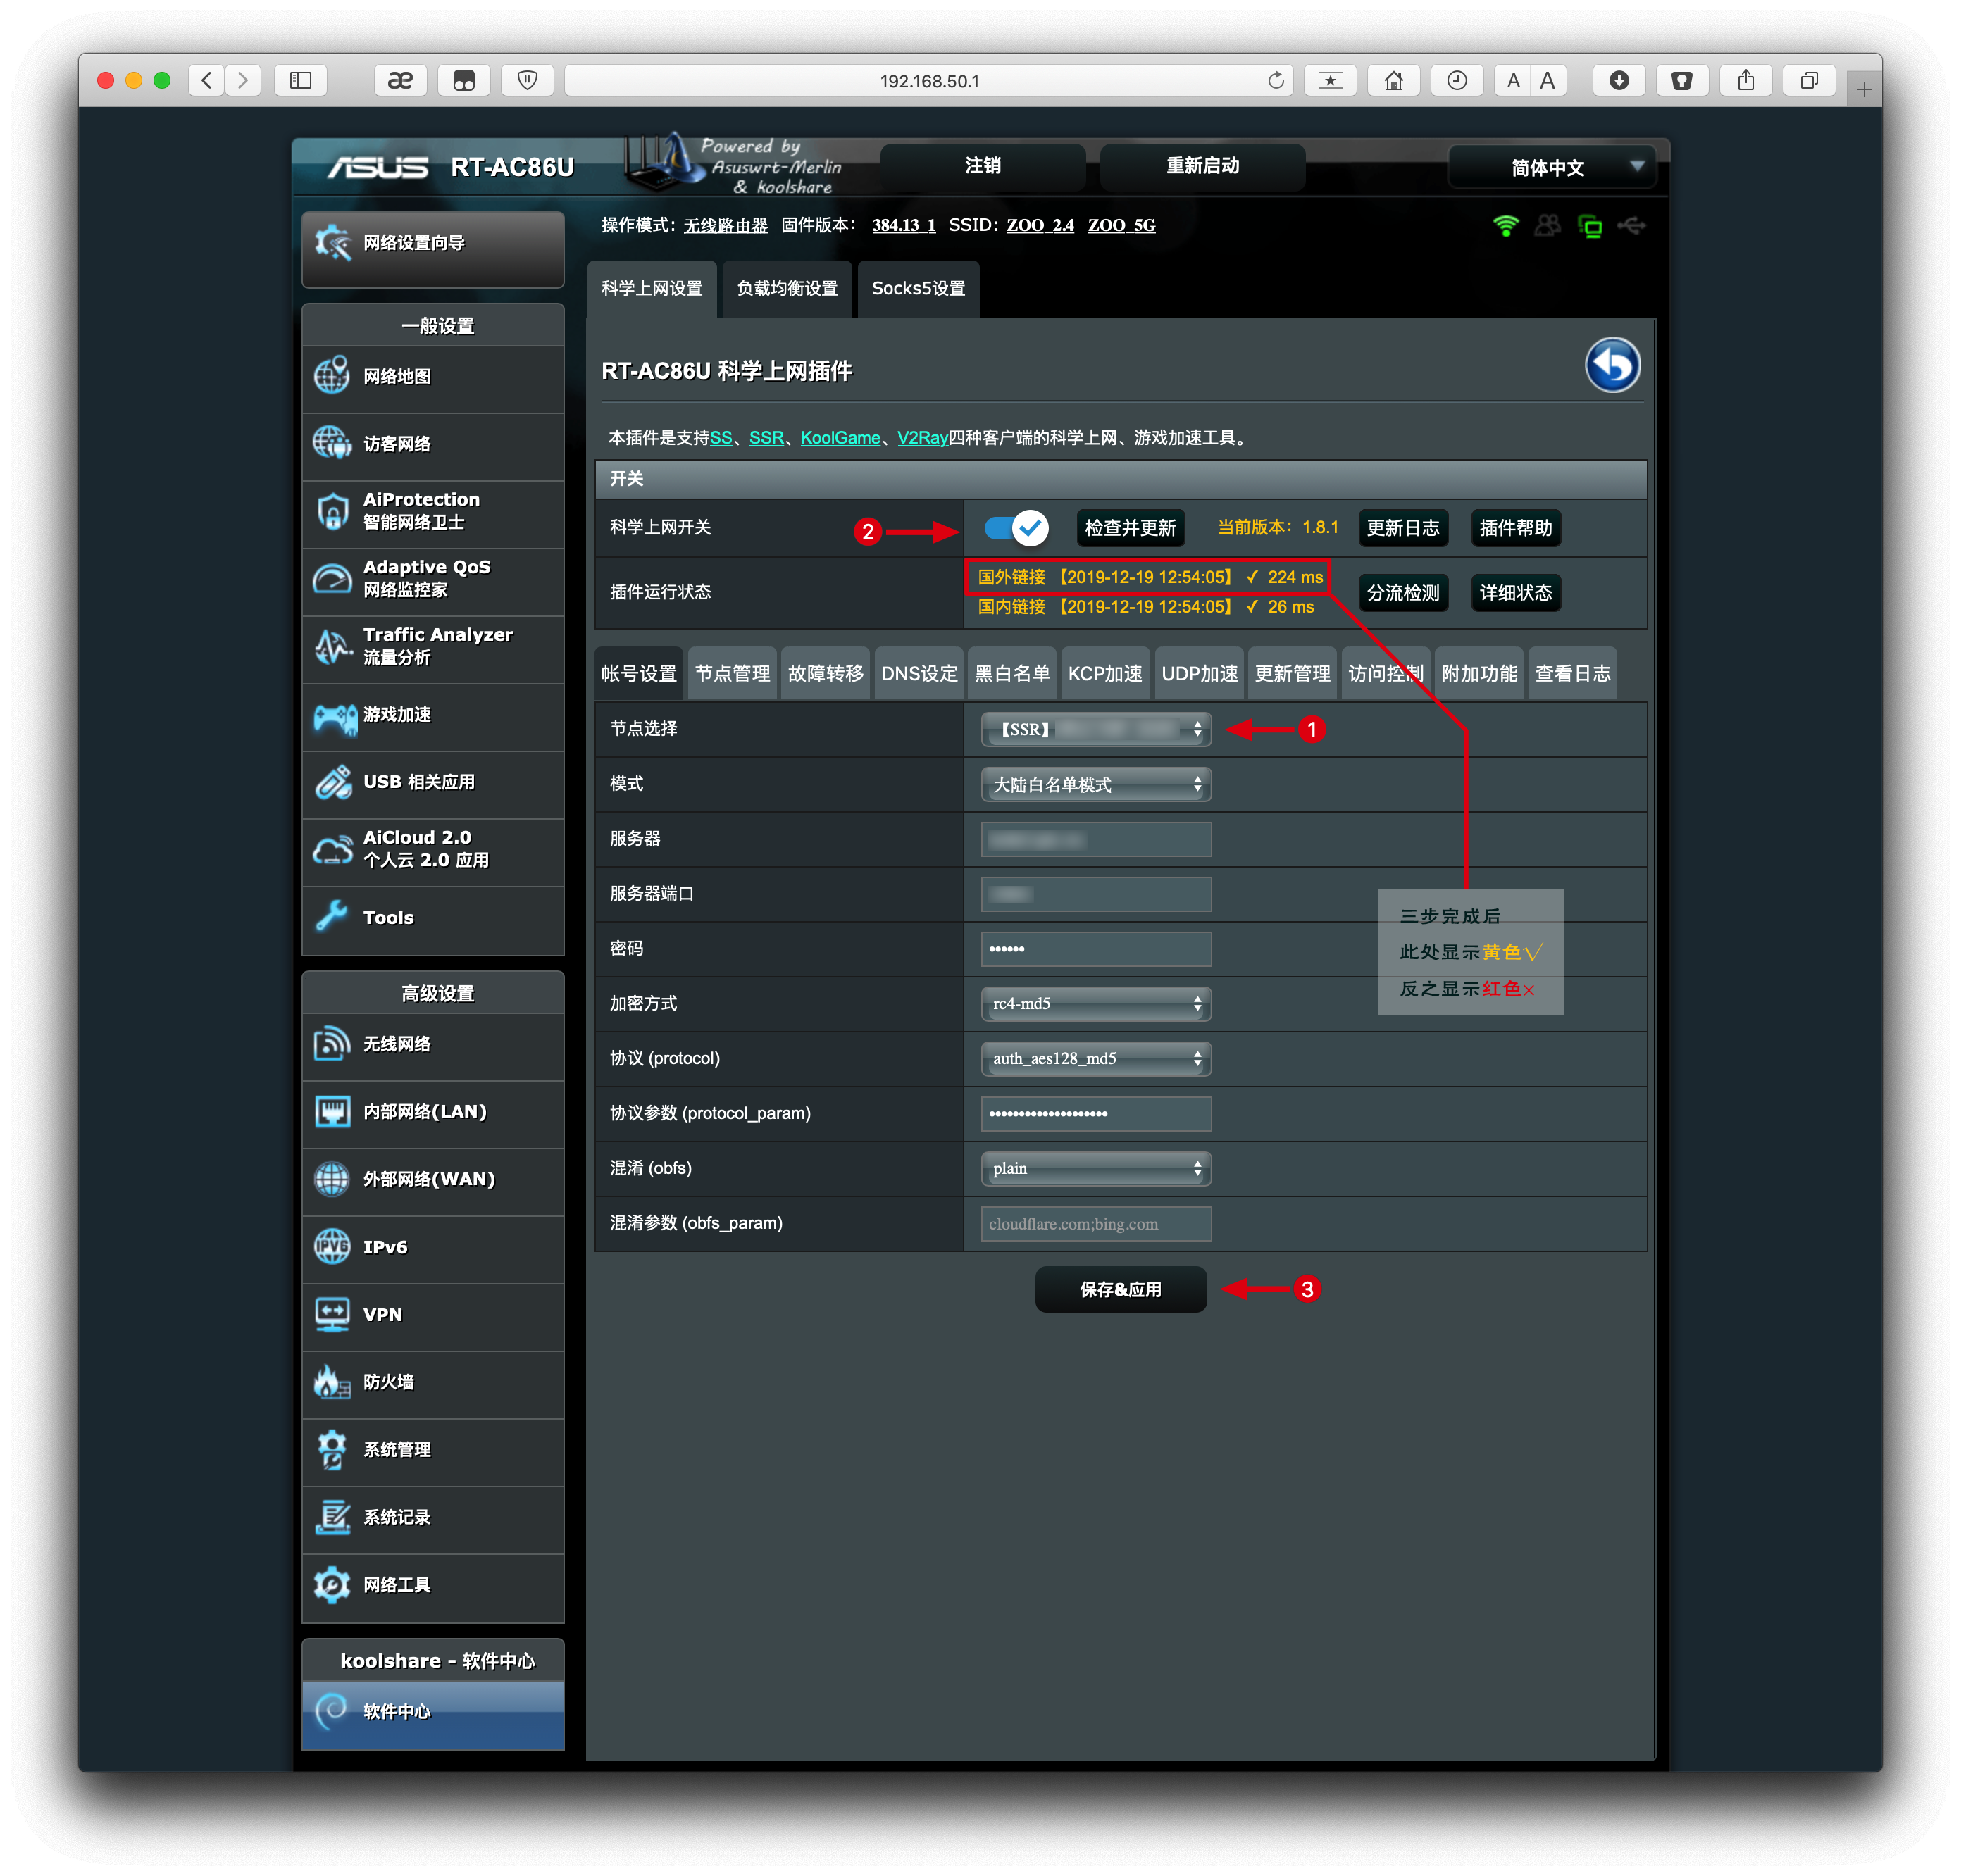 192.168.50.1
ASUS RT-AC86U
Powered by
Asuswrt-Merlin
& koolshare
注销
重新启动
简体中文
操作模式：无线路由器 固件版本： 384.13_1 SSID： ZOO_2.4 ZOO_5G
网络设置向导
一般设置
网络地图
访客网络
AiProtection
智能网络卫士
Adaptive QoS
网络监控家
Traffic Analyzer
流量分析
游戏加速
USB 相关应用
AiCloud 2.0
个人云 2.0 应用
Tools
高级设置
无线网络
内部网络(LAN)
外部网络(WAN)
IPv6
VPN
防火墙
系统管理
系统记录
网络工具
koolshare - 软件中心
软件中心
科学上网设置
负载均衡设置
Socks5设置
RT-AC86U 科学上网插件
本插件是支持SS、SSR、KoolGame、V2Ray四种客户端的科学上网、游戏加速工具。
开关
科学上网开关
2
检查并更新
当前版本：1.8.1
更新日志
插件帮助
插件运行状态
国外链接 【2019-12-19 12:54:05】 ✓ 224 ms
国内链接 【2019-12-19 12:54:05】 ✓ 26 ms
分流检测
详细状态
帐号设置
节点管理
故障转移
DNS设定
黑白名单
KCP加速
UDP加速
更新管理
访问控制
附加功能
查看日志
节点选择
【SSR】
1
模式
大陆白名单模式
服务器
服务器端口
密码
••••••
加密方式
rc4-md5
协议 (protocol)
auth_aes128_md5
协议参数 (protocol_param)
••••••••••••••••••••
混淆 (obfs)
plain
混淆参数 (obfs_param)
cloudflare.com;bing.com
三步完成后
此处显示黄色✓
反之显示红色×
保存&应用
3